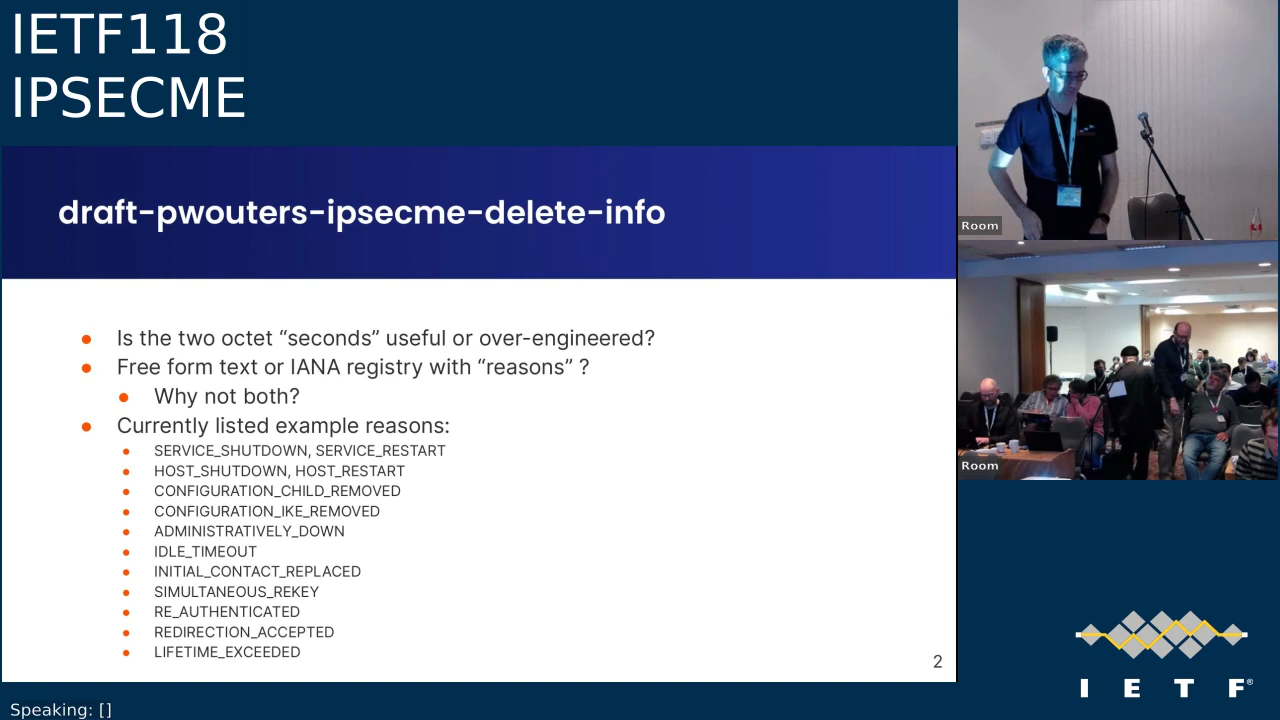 IETF118
IPSECME
draft-pwouters-ipsecme-delete-info
Is the two octet “seconds” useful or over-engineered?
Free form text or IANA registry with “reasons” ?
Why not both?
Currently listed example reasons:
SERVICE_SHUTDOWN, SERVICE_RESTART
HOST_SHUTDOWN, HOST_RESTART
CONFIGURATION_CHILD_REMOVED
CONFIGURATION_IKE_REMOVED
ADMINISTRATIVELY_DOWN
IDLE_TIMEOUT
INITIAL_CONTACT_REPLACED
SIMULTANEOUS_REKEY
RE_AUTHENTICATED
REDIRECTION_ACCEPTED
LIFETIME_EXCEEDED
2
Room
Room
I E T F®
Speaking: []